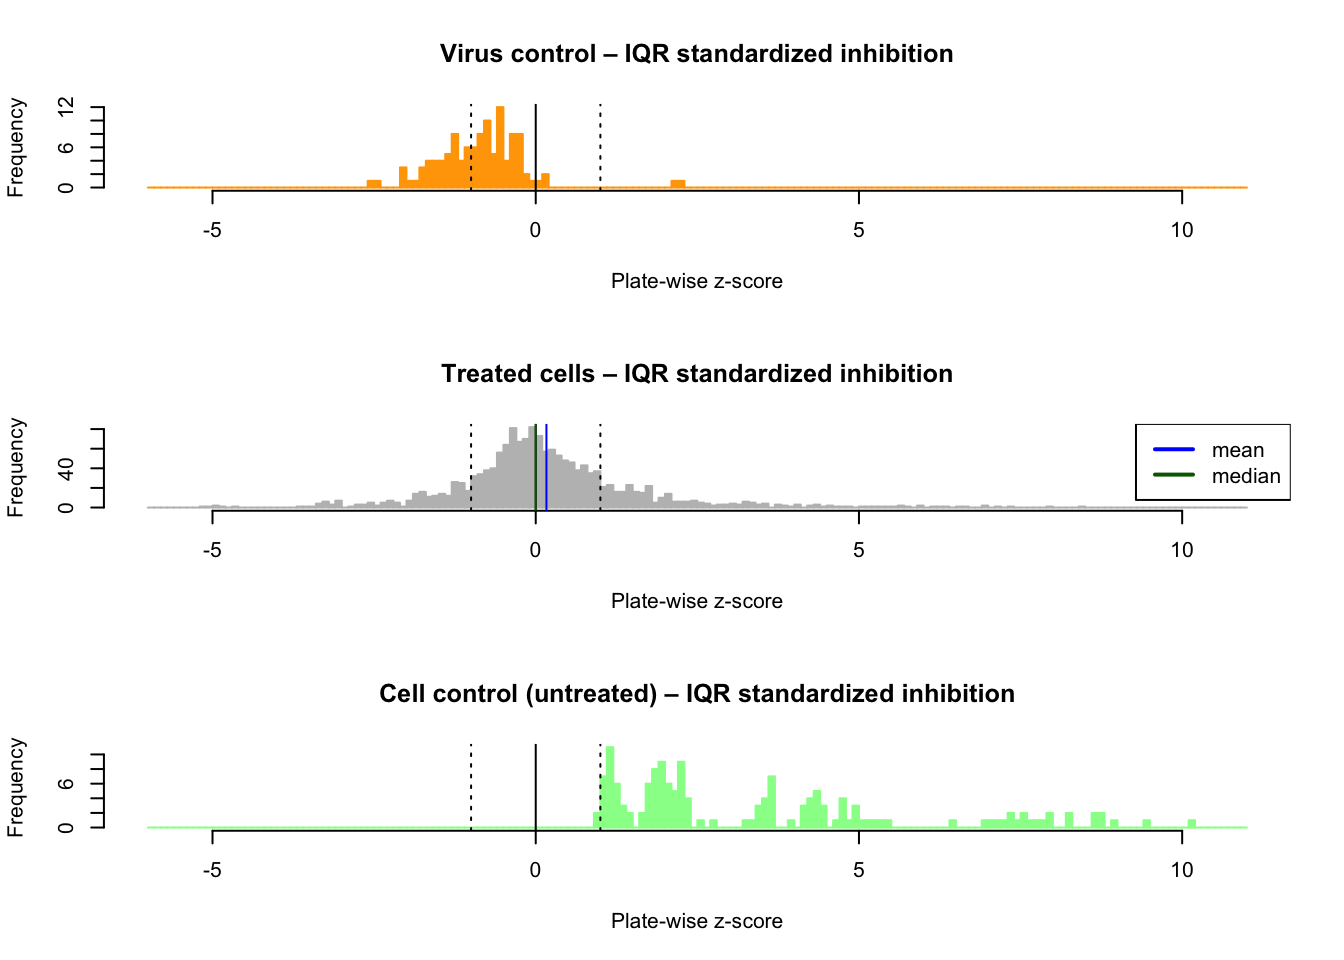 Virus control – IQR standardized inhibition
Frequency
0 6 12
-5 0 5 10
Plate-wise z-score
Treated cells – IQR standardized inhibition
Frequency
0 40
mean
median
-5 0 5 10
Plate-wise z-score
Cell control (untreated) – IQR standardized inhibition
Frequency
0 6
-5 0 5 10
Plate-wise z-score